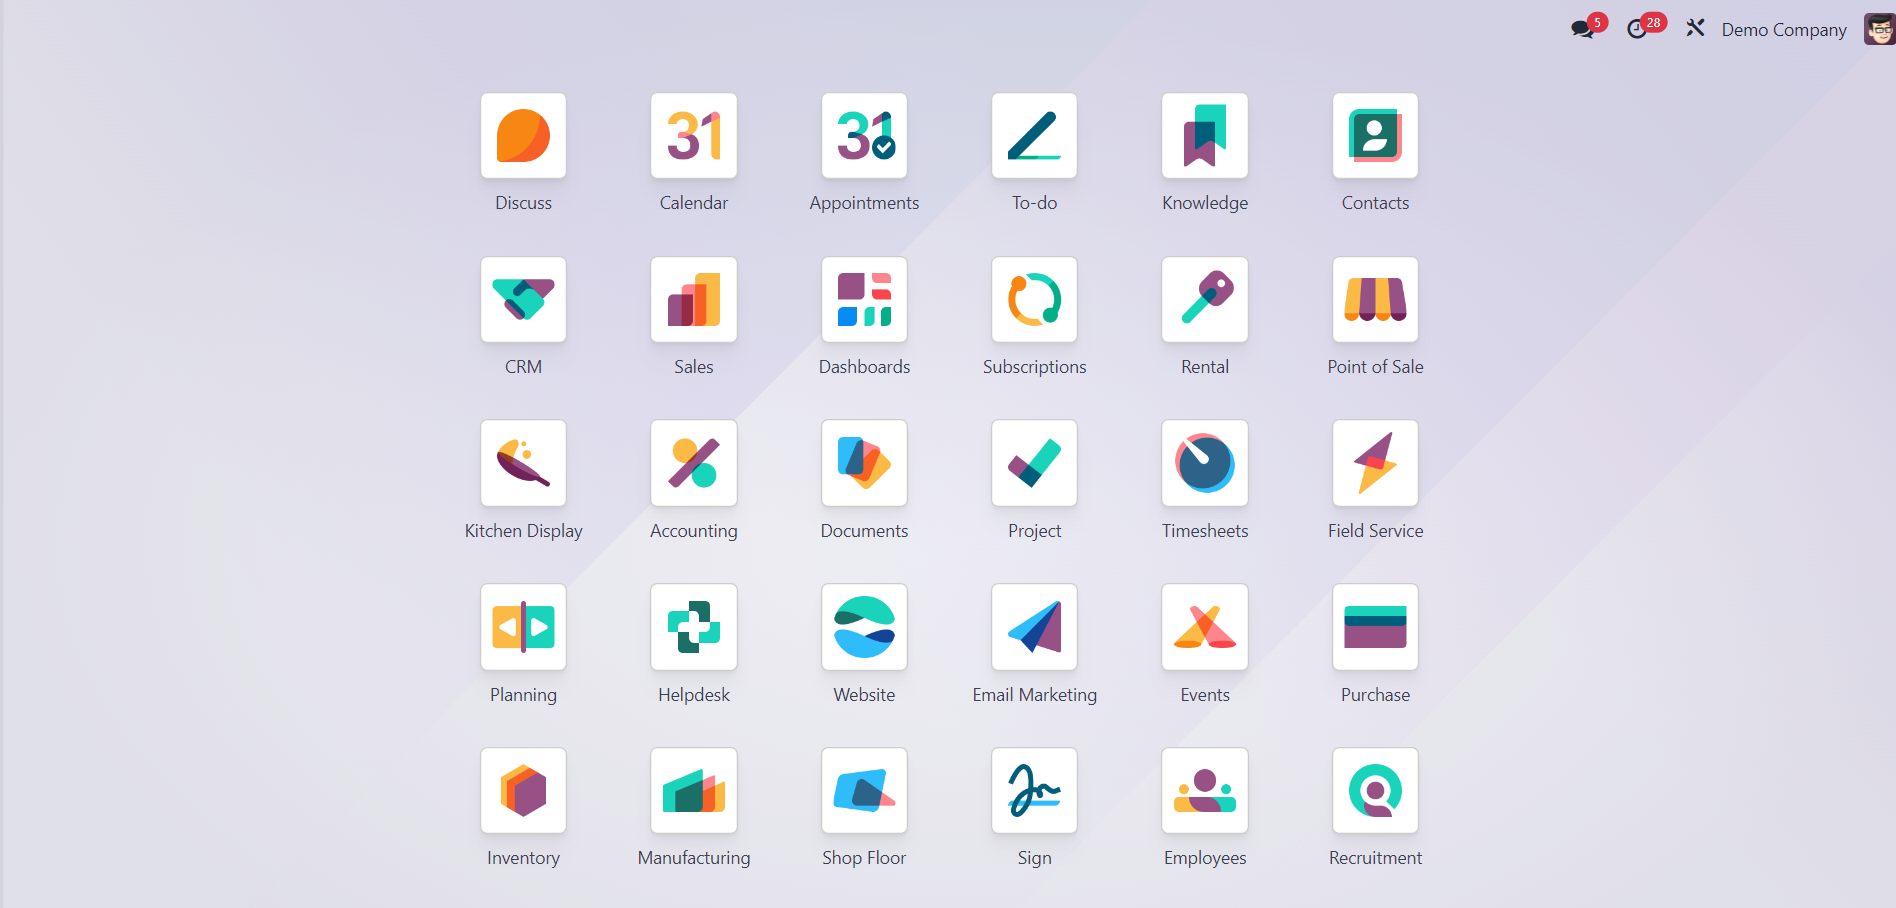 5 28 Demo Company
Discuss Calendar Appointments To-do Knowledge Contacts
CRM Sales Dashboards Subscriptions Rental Point of Sale
Kitchen Display Accounting Documents Project Timesheets Field Service
Planning Helpdesk Website Email Marketing Events Purchase
Inventory Manufacturing Shop Floor Sign Employees Recruitment